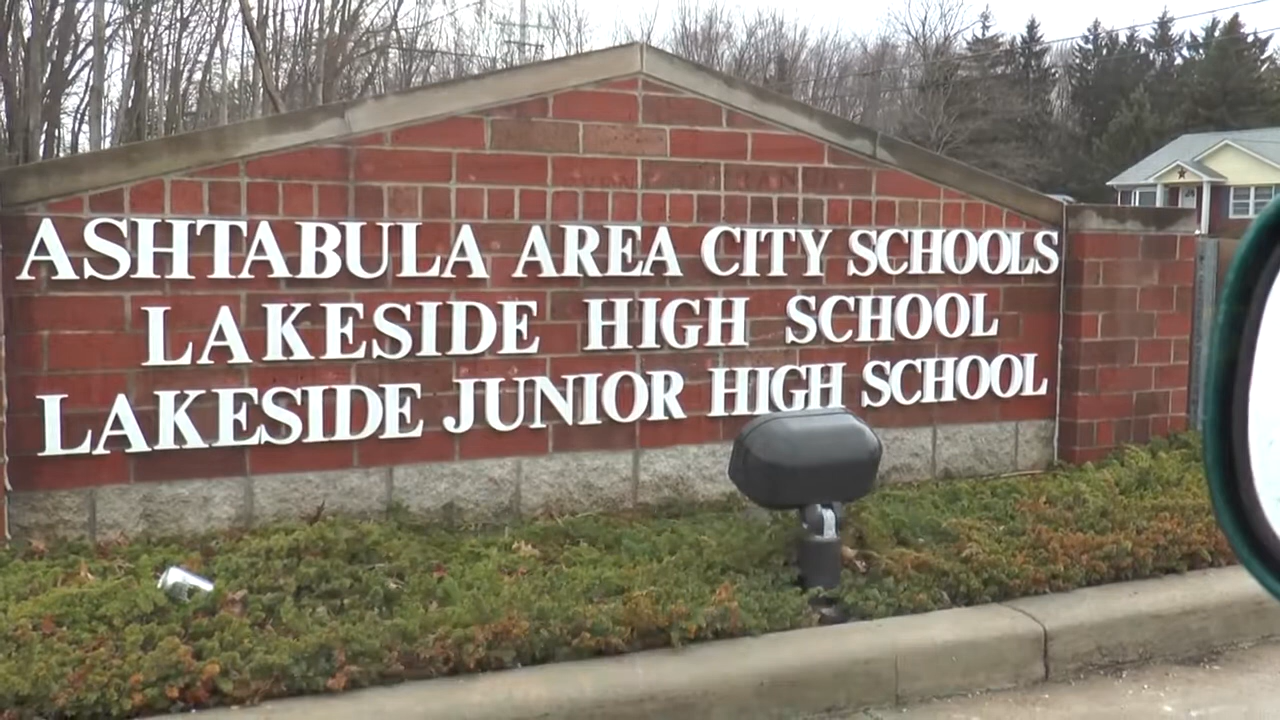 ASHTABULA AREA CITY SCHOOLS
LAKESIDE HIGH SCHOOL
LAKESIDE JUNIOR HIGH SCHOOL